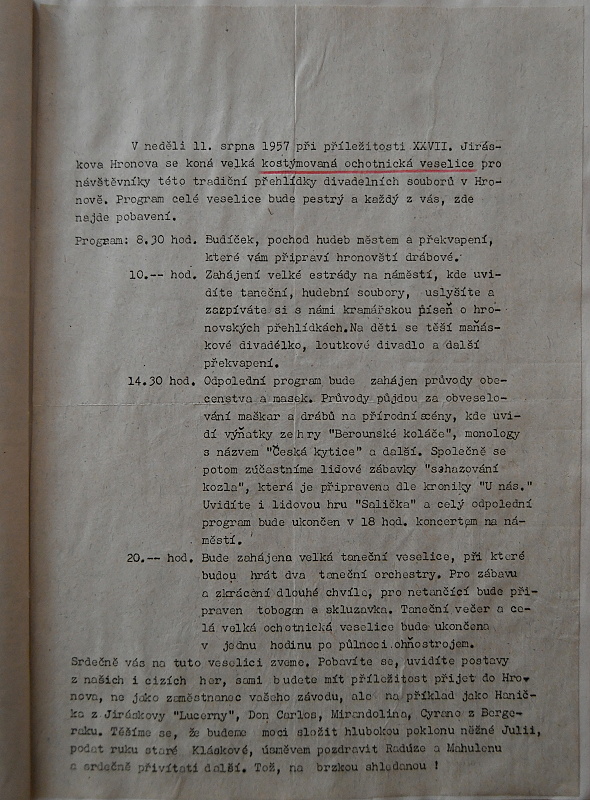 V neděli 11. srpna 1957 při příležitosti XXVII. Jirás-
kova Hronova se koná velká kostýmovaná ochotnická veselice pro
návštěvníky této tradiční přehlídky divadelních souborů v Hro-
nově. Program celé veselice bude pestrý a každý z vás, zde
najde pobavení.
Program: 8.30 hod. Budíček, pochod hudeb městem a překvapení,
které vám připraví hronovští drábové.
10.-- hod. Zahájení velké estrády na náměstí, kde uvi-
díte taneční, hudební soubory, uslyšíte a
zazpíváte si s námi kramářskou píseň o hro-
novských přehlídkách.Na děti se těší maňás-
kové divadélko, loutkové divadlo a další
překvapení.
14.30 hod. Odpolední program bude zahájen průvody obe-
censtva a masek. Průvody půjdou za obveselo-
vání maškar a drábů na přírodní scény, kde uvi-
dí výňatky ze hry "Berounské koláče", monology
s názvem "Česká kytice" a další. Společně se
potom zúčastníme lidové zábavky "shazování
kozla", která je připravena dle kroniky "U nás."
Uvidíte i lidovou hru "Salička" a celý odpolední
program bude ukončen v 18 hod. koncertem na ná-
městí.
20.-- hod. Bude zahájena velká taneční veselice, při které
budou hrát dva taneční orchestry. Pro zábavu
a zkrácení dlouhé chvíle, pro netančící bude při-
praven tobogan a skluzavka. Taneční večer a ce-
lá velká ochotnická veselice bude ukončena
v jednu hodinu po půlnoci ohňostrojem.
Srdečně vás na tuto veselici zveme. Pobavíte se, uvidíte postavy
z našich i cizích her, sami budete mít příležitost přijet do Hro-
nova, ne jako zaměstnanec vašeho závodu, ale na příklad jako Hanič-
ka z Jiráskovy "Lucerny", Don Carlos, Mirandolina, Cyrano z Berge-
raku. Těšíme se, že budeme moci složit hlubokou poklonu něžné Julii,
podat ruku staré Kláskové, úsměvem pozdravit Radúze a Mahulenu
a srdečně přivítati další. Tož, na brzkou shledanou !